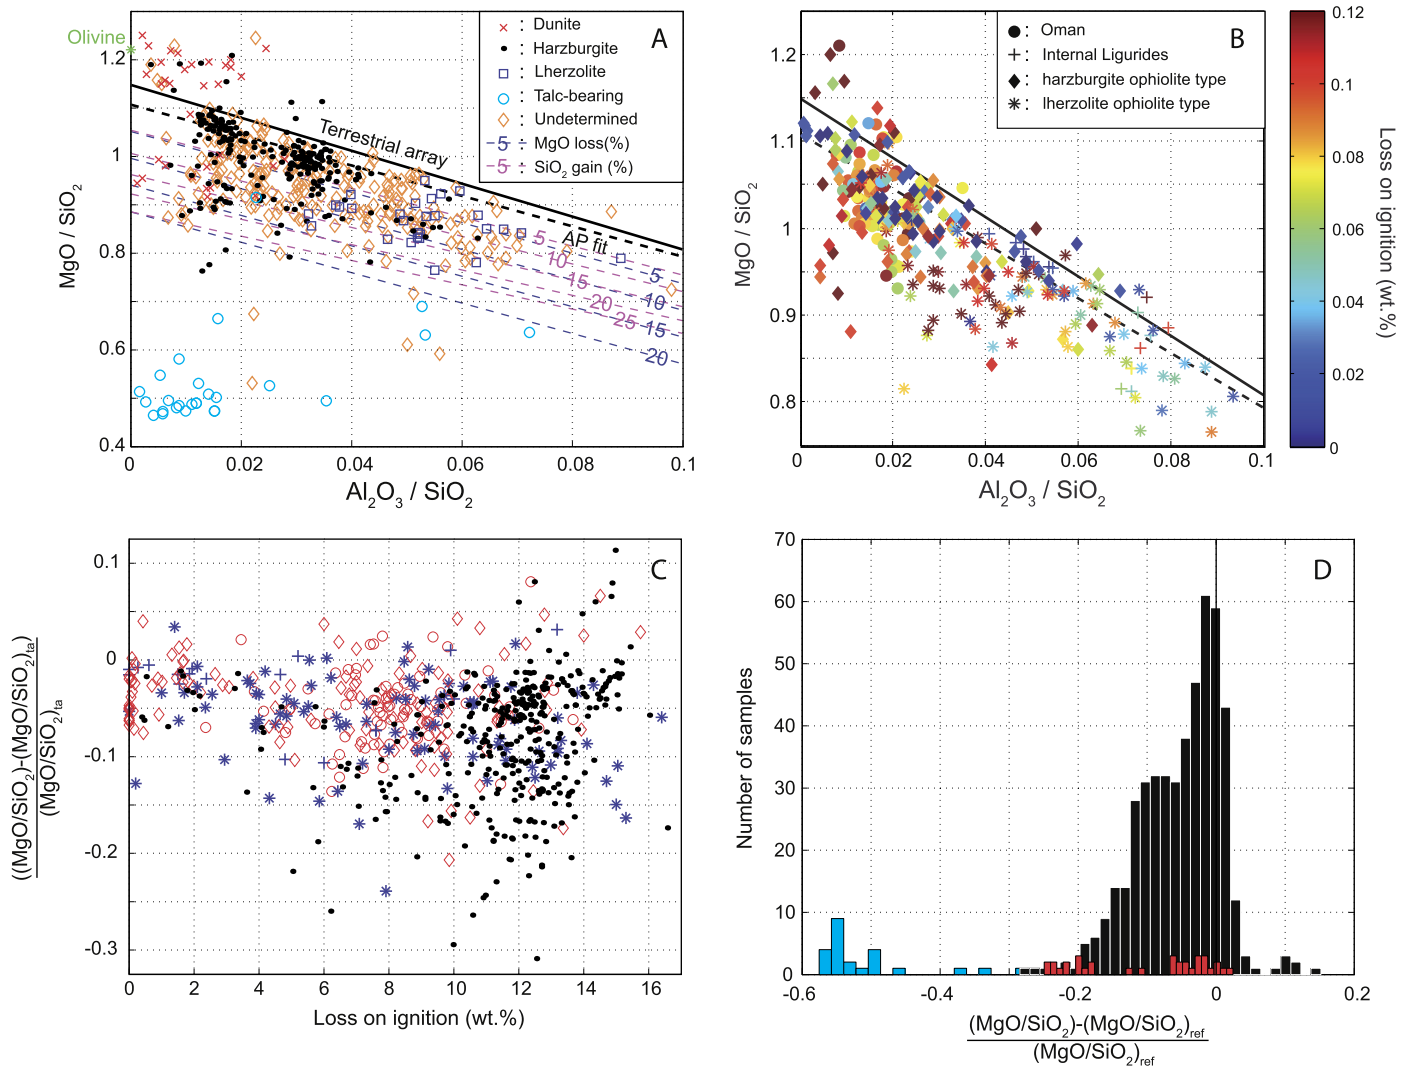 A
Olivine
1.2
1
0.8
0.6
0.4
MgO / SiO2
0 0.02 0.04 0.06 0.08 0.1
Al2O3 / SiO2
: Dunite
: Harzburgite
: Lherzolite
: Talc-bearing
: Undetermined
5 : MgO loss(%)
5 : SiO2 gain (%)
Terrestrial array
AP fit
5
10
15
20
25
5
10
15
20
B
: Oman
: Internal Ligurides
: harzburgite ophiolite type
: lherzolite ophiolite type
1.2
1.1
1
0.9
0.8
MgO / SiO2
0 0.02 0.04 0.06 0.08 0.1
Al2O3 / SiO2
0.12
0.1
0.08
0.06
0.04
0.02
0
Loss on ignition (wt.%)
C
0.1
0
-0.1
-0.2
-0.3
((MgO/SiO2)-(MgO/SiO2)ta)
(MgO/SiO2)ta
0 2 4 6 8 10 12 14 16
Loss on ignition (wt.%)
D
70
60
50
40
30
20
10
0
Number of samples
-0.6 -0.4 -0.2 0 0.2
(MgO/SiO2)-(MgO/SiO2)ref
(MgO/SiO2)ref